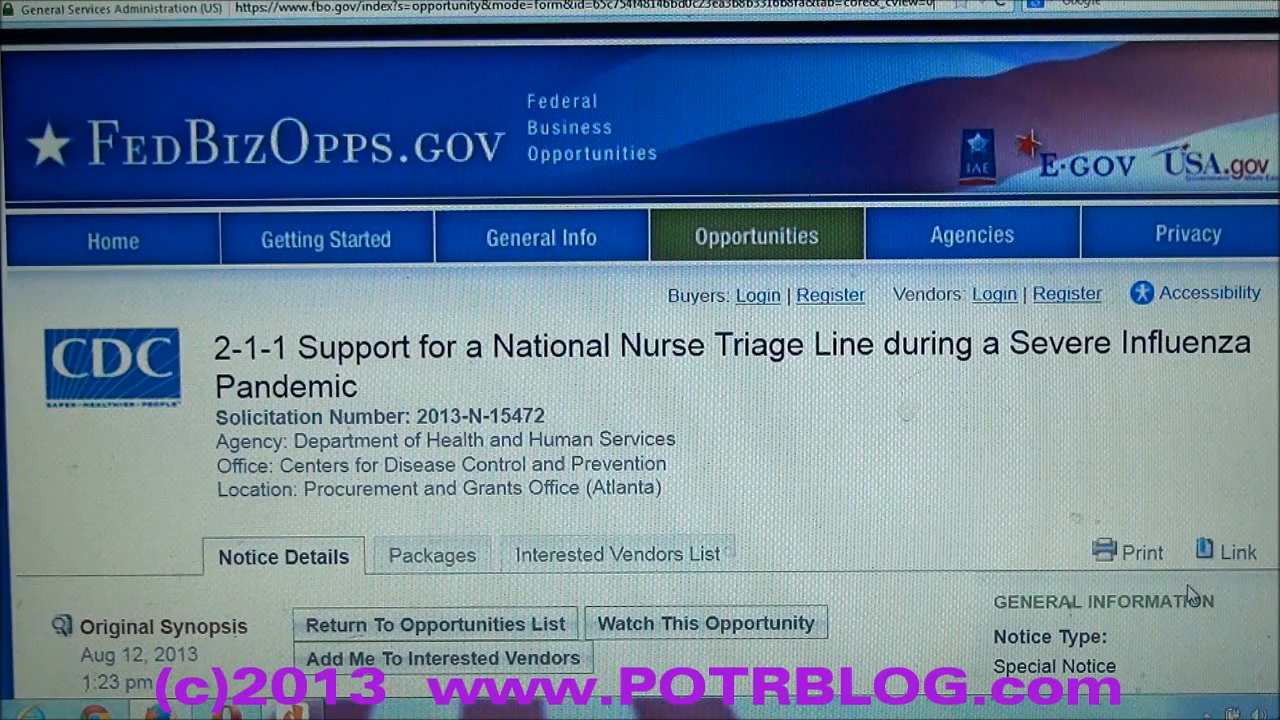 General Services Administration (US)
Federal
Business
Opportunities
FEDBIZOPPS.GOV
IAE
E·GOV
USA.gov
Home
Getting Started
General Info
Opportunities
Agencies
Privacy
Buyers: Login | Register Vendors: Login | Register Accessibility
CDC
SAFER·HEALTHIER·PEOPLE™
2-1-1 Support for a National Nurse Triage Line during a Severe Influenza
Pandemic
Solicitation Number: 2013-N-15472
Agency: Department of Health and Human Services
Office: Centers for Disease Control and Prevention
Location: Procurement and Grants Office (Atlanta)
Notice Details
Packages
Interested Vendors List
Print
Link
Original Synopsis
Aug 12, 2013
1:23 pm
Return To Opportunities List
Watch This Opportunity
Add Me To Interested Vendors
GENERAL INFORMATION
Notice Type:
Special Notice
(c)2013 www.POTRBLOG.com